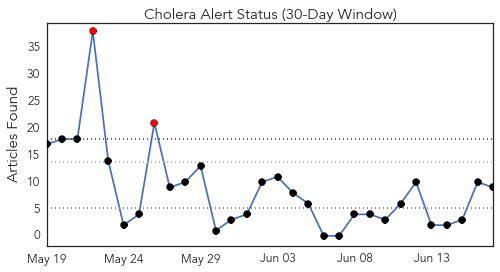 Cholera Alert Status (30-Day Window)
Articles Found
35
30
25
20
15
10
5
0
May 19 May 24 May 29 Jun 03 Jun 08 Jun 13